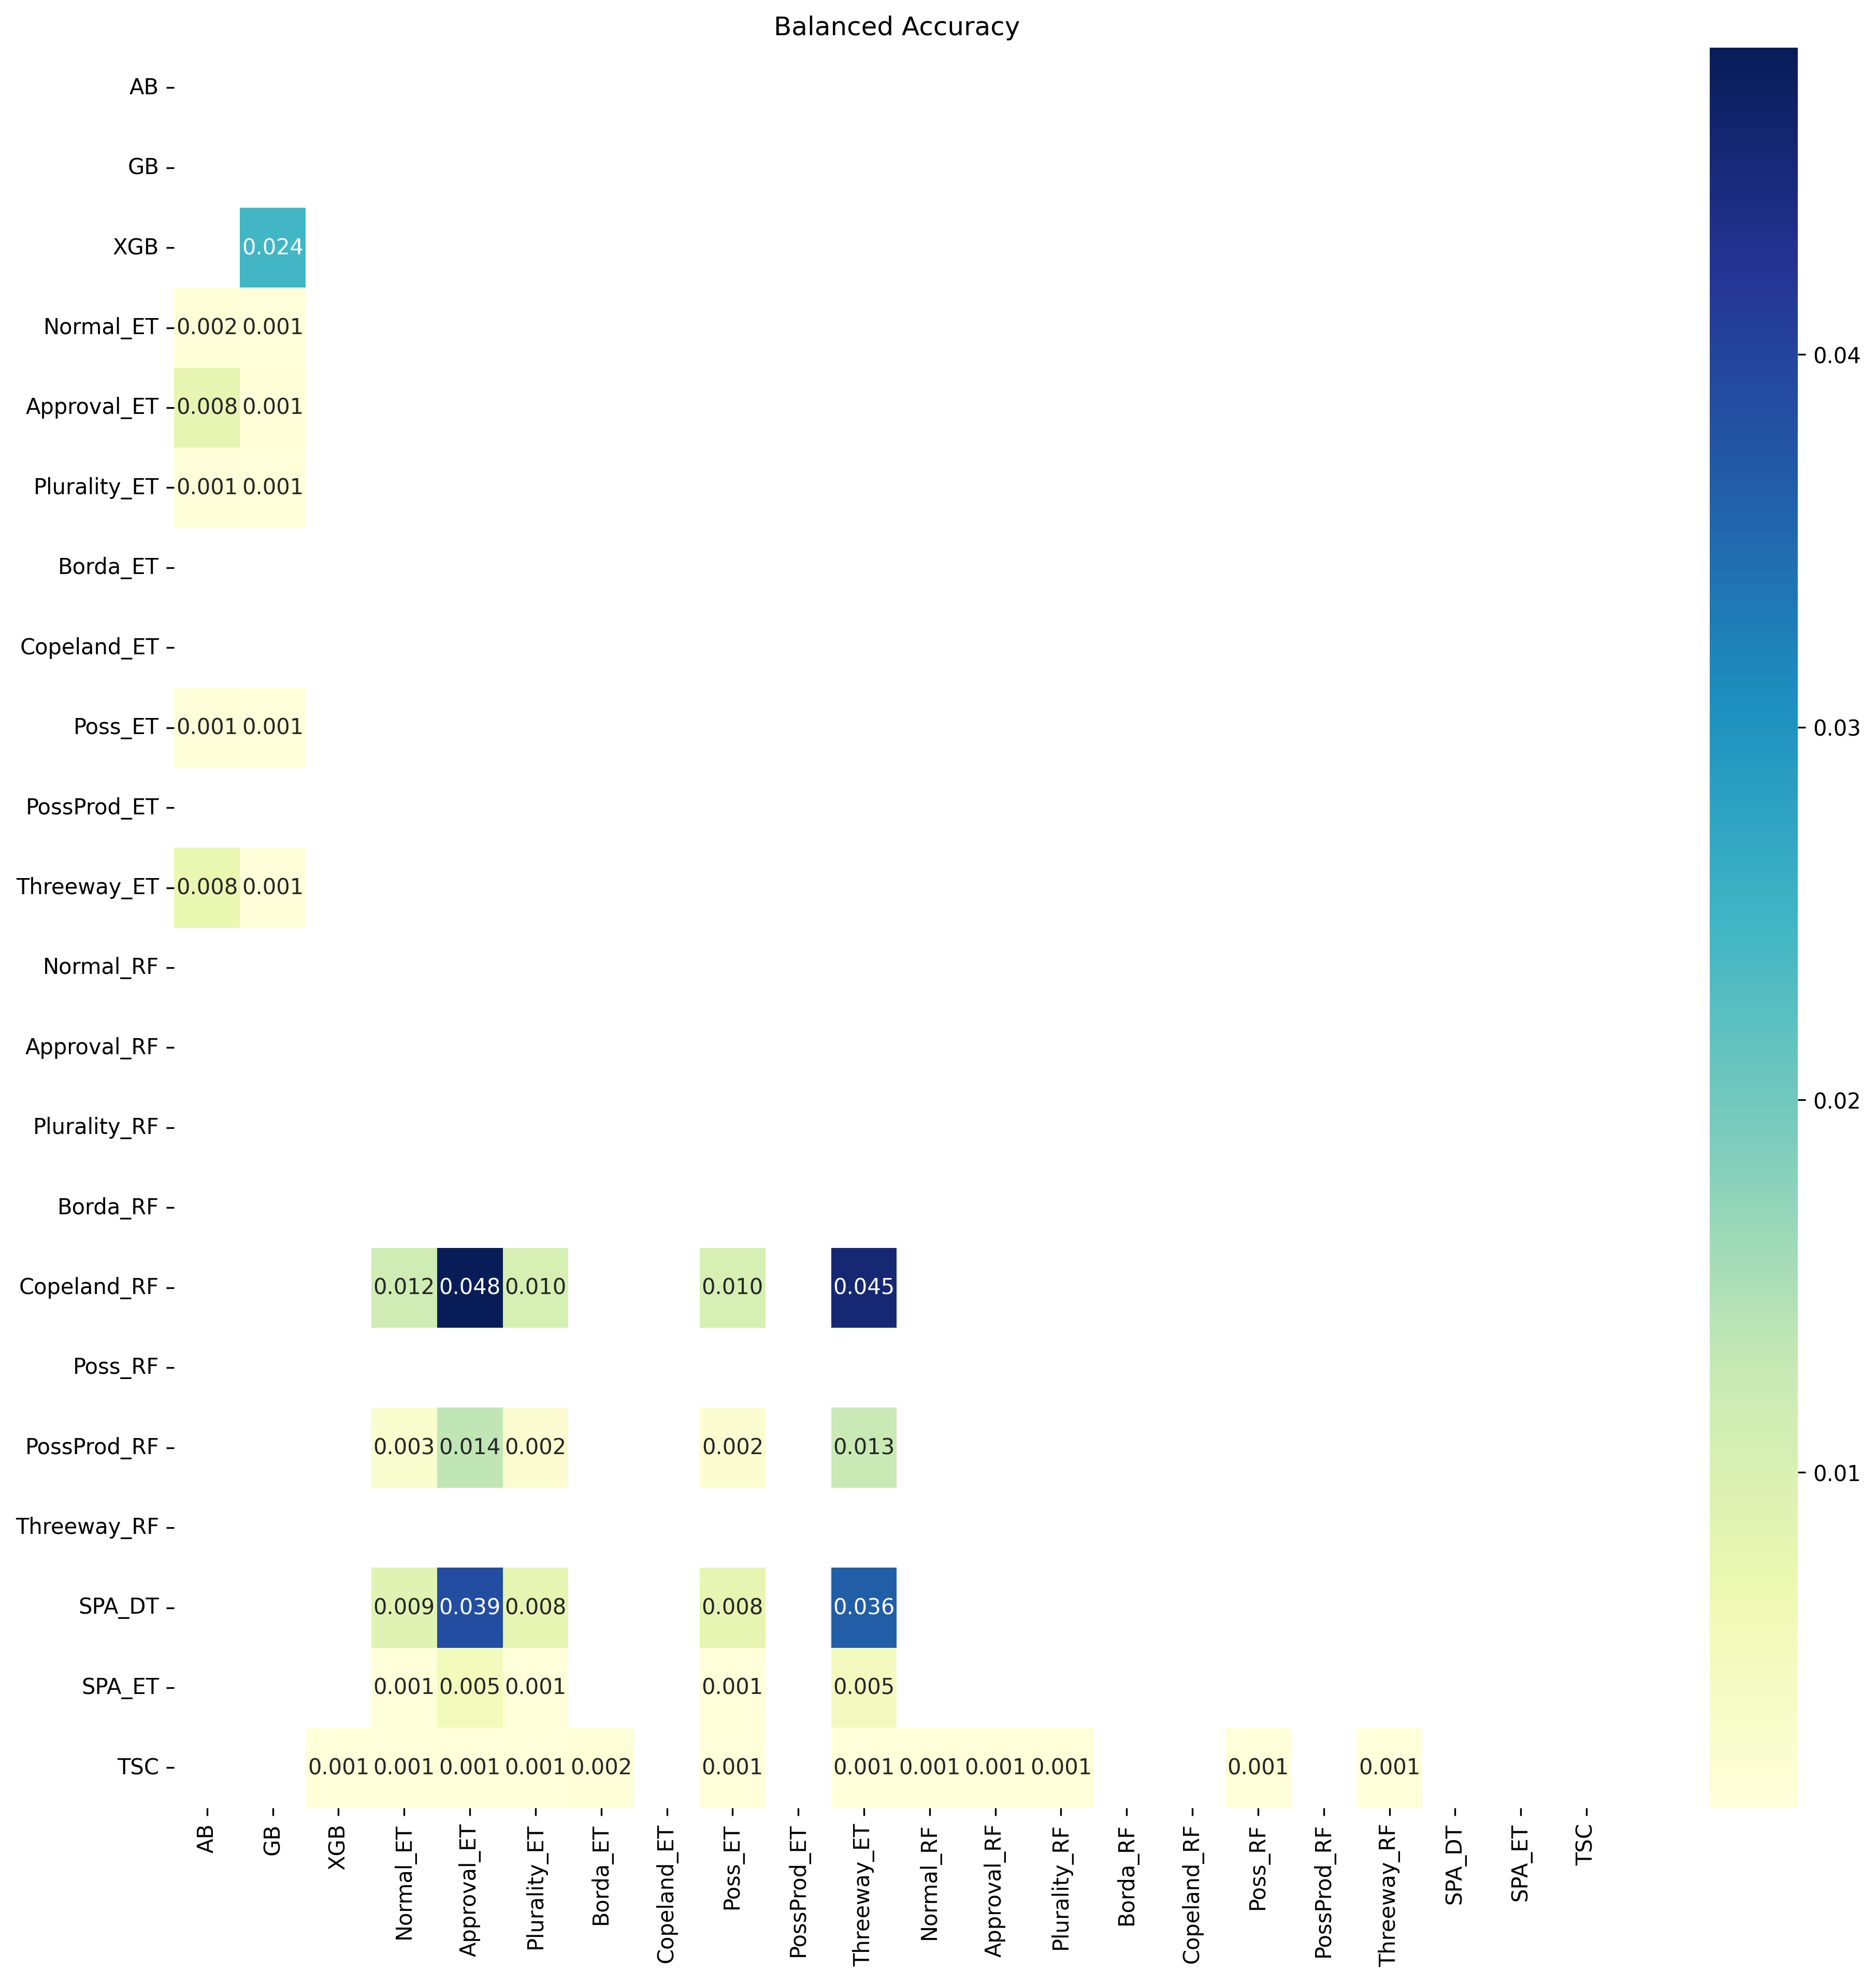 Balanced Accuracy
AB
GB
XGB 0.024
Normal_ET 0.002 0.001
Approval_ET 0.008 0.001
Plurality_ET 0.001 0.001
Borda_ET
Copeland_ET
Poss_ET 0.001 0.001
PossProd_ET
Threeway_ET 0.008 0.001
Normal_RF
Approval_RF
Plurality_RF
Borda_RF
Copeland_RF 0.012 0.048 0.010 0.010 0.045
Poss_RF
PossProd_RF 0.003 0.014 0.002 0.002 0.013
Threeway_RF
SPA_DT 0.009 0.039 0.008 0.008 0.036
SPA_ET 0.001 0.005 0.001 0.001 0.005
TSC 0.001 0.001 0.001 0.001 0.002 0.001 0.001 0.001 0.001 0.001 0.001 0.001
AB
GB
XGB
Normal_ET
Approval_ET
Plurality_ET
Borda_ET
Copeland_ET
Poss_ET
PossProd_ET
Threeway_ET
Normal_RF
Approval_RF
Plurality_RF
Borda_RF
Copeland_RF
Poss_RF
PossProd_RF
Threeway_RF
SPA_DT
SPA_ET
TSC
0.04
0.03
0.02
0.01